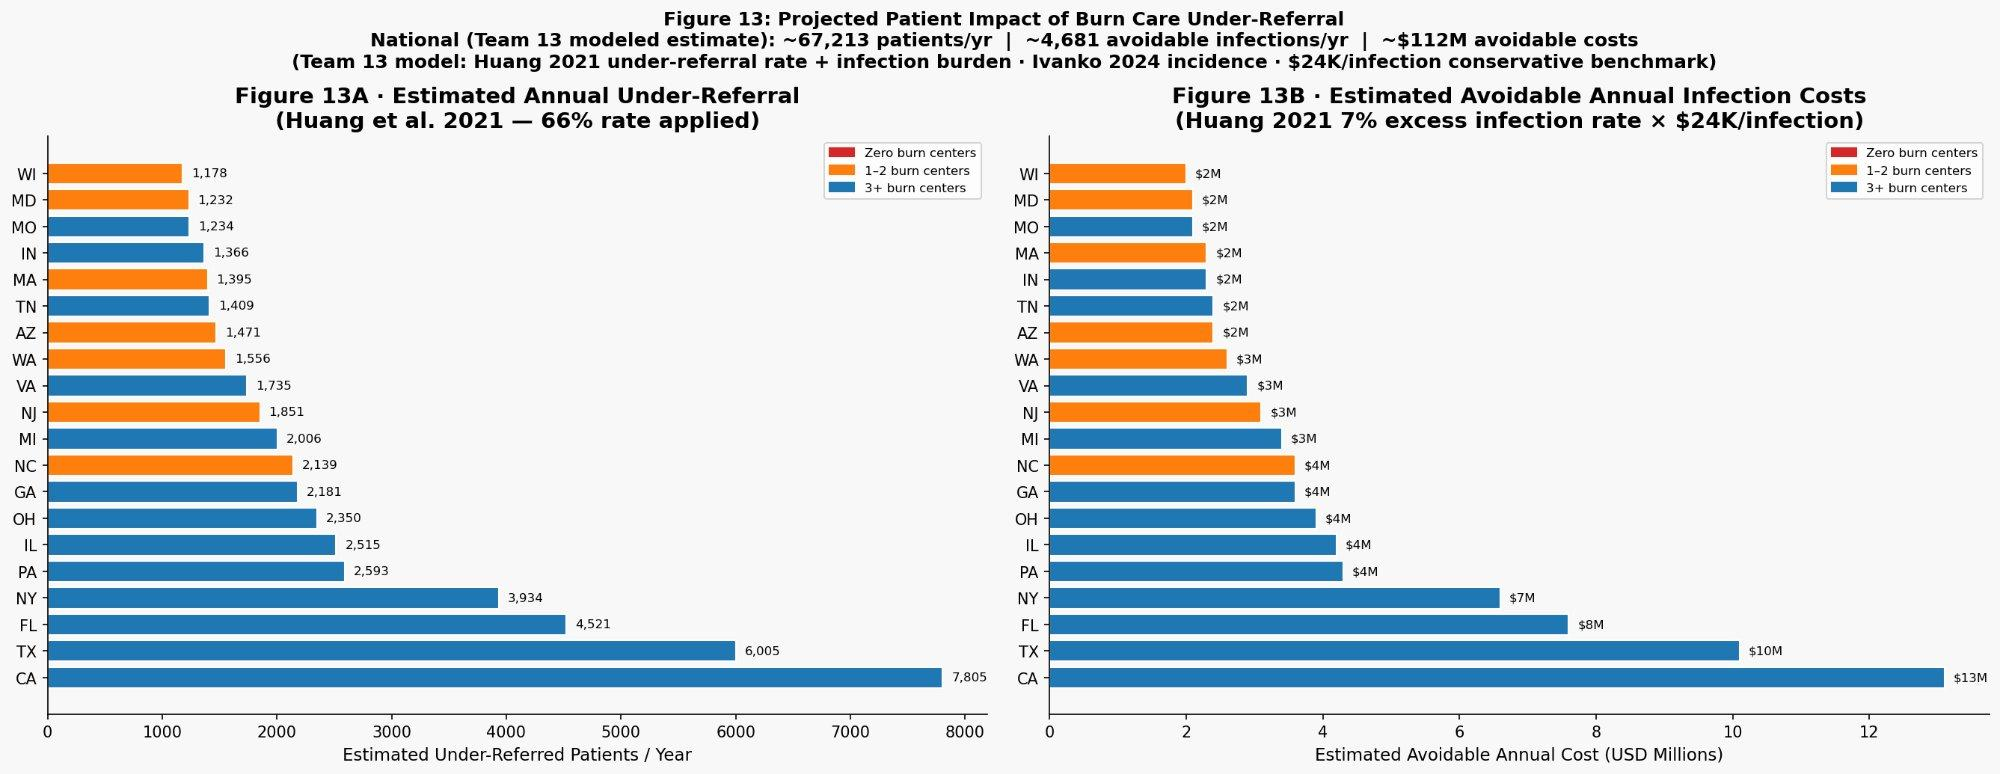 Figure 13: Projected Patient Impact of Burn Care Under-Referral
National (Team 13 modeled estimate): ~67,213 patients/yr | ~4,681 avoidable infections/yr | ~$112M avoidable costs
(Team 13 model: Huang 2021 under-referral rate + infection burden · Ivanko 2024 incidence · $24K/infection conservative benchmark)
Figure 13A · Estimated Annual Under-Referral
(Huang et al. 2021 — 66% rate applied)
Zero burn centers
1–2 burn centers
3+ burn centers
WI 1,178
MD 1,232
MO 1,234
IN 1,366
MA 1,395
TN 1,409
AZ 1,471
WA 1,556
VA 1,735
NJ 1,851
MI 2,006
NC 2,139
GA 2,181
OH 2,350
IL 2,515
PA 2,593
NY 3,934
FL 4,521
TX 6,005
CA 7,805
0 1000 2000 3000 4000 5000 6000 7000 8000
Estimated Under-Referred Patients / Year
Figure 13B · Estimated Avoidable Annual Infection Costs
(Huang 2021 7% excess infection rate × $24K/infection)
Zero burn centers
1–2 burn centers
3+ burn centers
WI $2M
MD $2M
MO $2M
MA $2M
IN $2M
TN $2M
AZ $2M
WA $3M
VA $3M
NJ $3M
MI $3M
NC $4M
GA $4M
OH $4M
IL $4M
PA $4M
NY $7M
FL $8M
TX $10M
CA $13M
0 2 4 6 8 10 12
Estimated Avoidable Annual Cost (USD Millions)